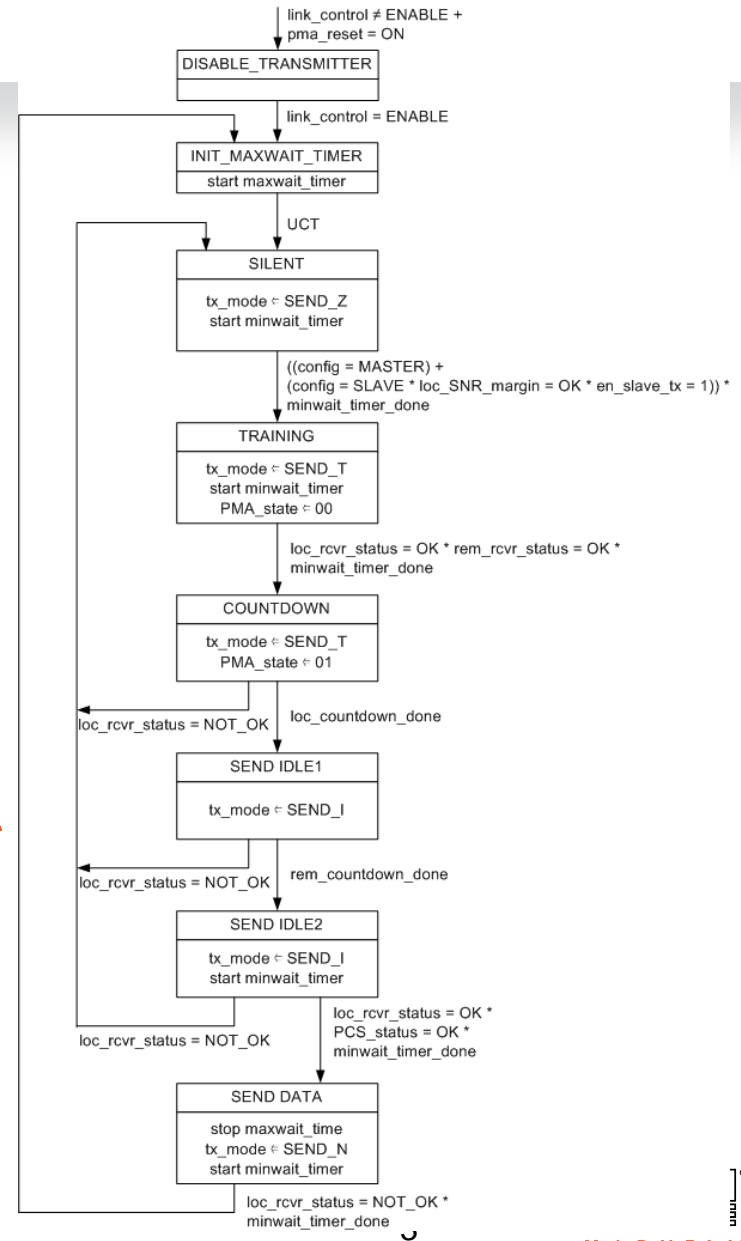 link_control ≠ ENABLE +
pma_reset = ON
DISABLE_TRANSMITTER
link_control = ENABLE
INIT_MAXWAIT_TIMER
start maxwait_timer
UCT
SILENT
tx_mode ⇐ SEND_Z
start minwait_timer
((config = MASTER) +
(config = SLAVE * loc_SNR_margin = OK * en_slave_tx = 1)) *
minwait_timer_done
TRAINING
tx_mode ⇐ SEND_T
start minwait_timer
PMA_state ⇐ 00
loc_rcvr_status = OK * rem_rcvr_status = OK *
minwait_timer_done
COUNTDOWN
tx_mode ⇐ SEND_T
PMA_state ⇐ 01
loc_rcvr_status = NOT_OK
loc_countdown_done
SEND IDLE1
tx_mode ⇐ SEND_I
loc_rcvr_status = NOT_OK
rem_countdown_done
SEND IDLE2
tx_mode ⇐ SEND_I
start minwait_timer
loc_rcvr_status = NOT_OK
loc_rcvr_status = OK *
PCS_status = OK *
minwait_timer_done
SEND DATA
stop maxwait_time
tx_mode ⇐ SEND_N
start minwait_timer
loc_rcvr_status = NOT_OK *
minwait_timer_done